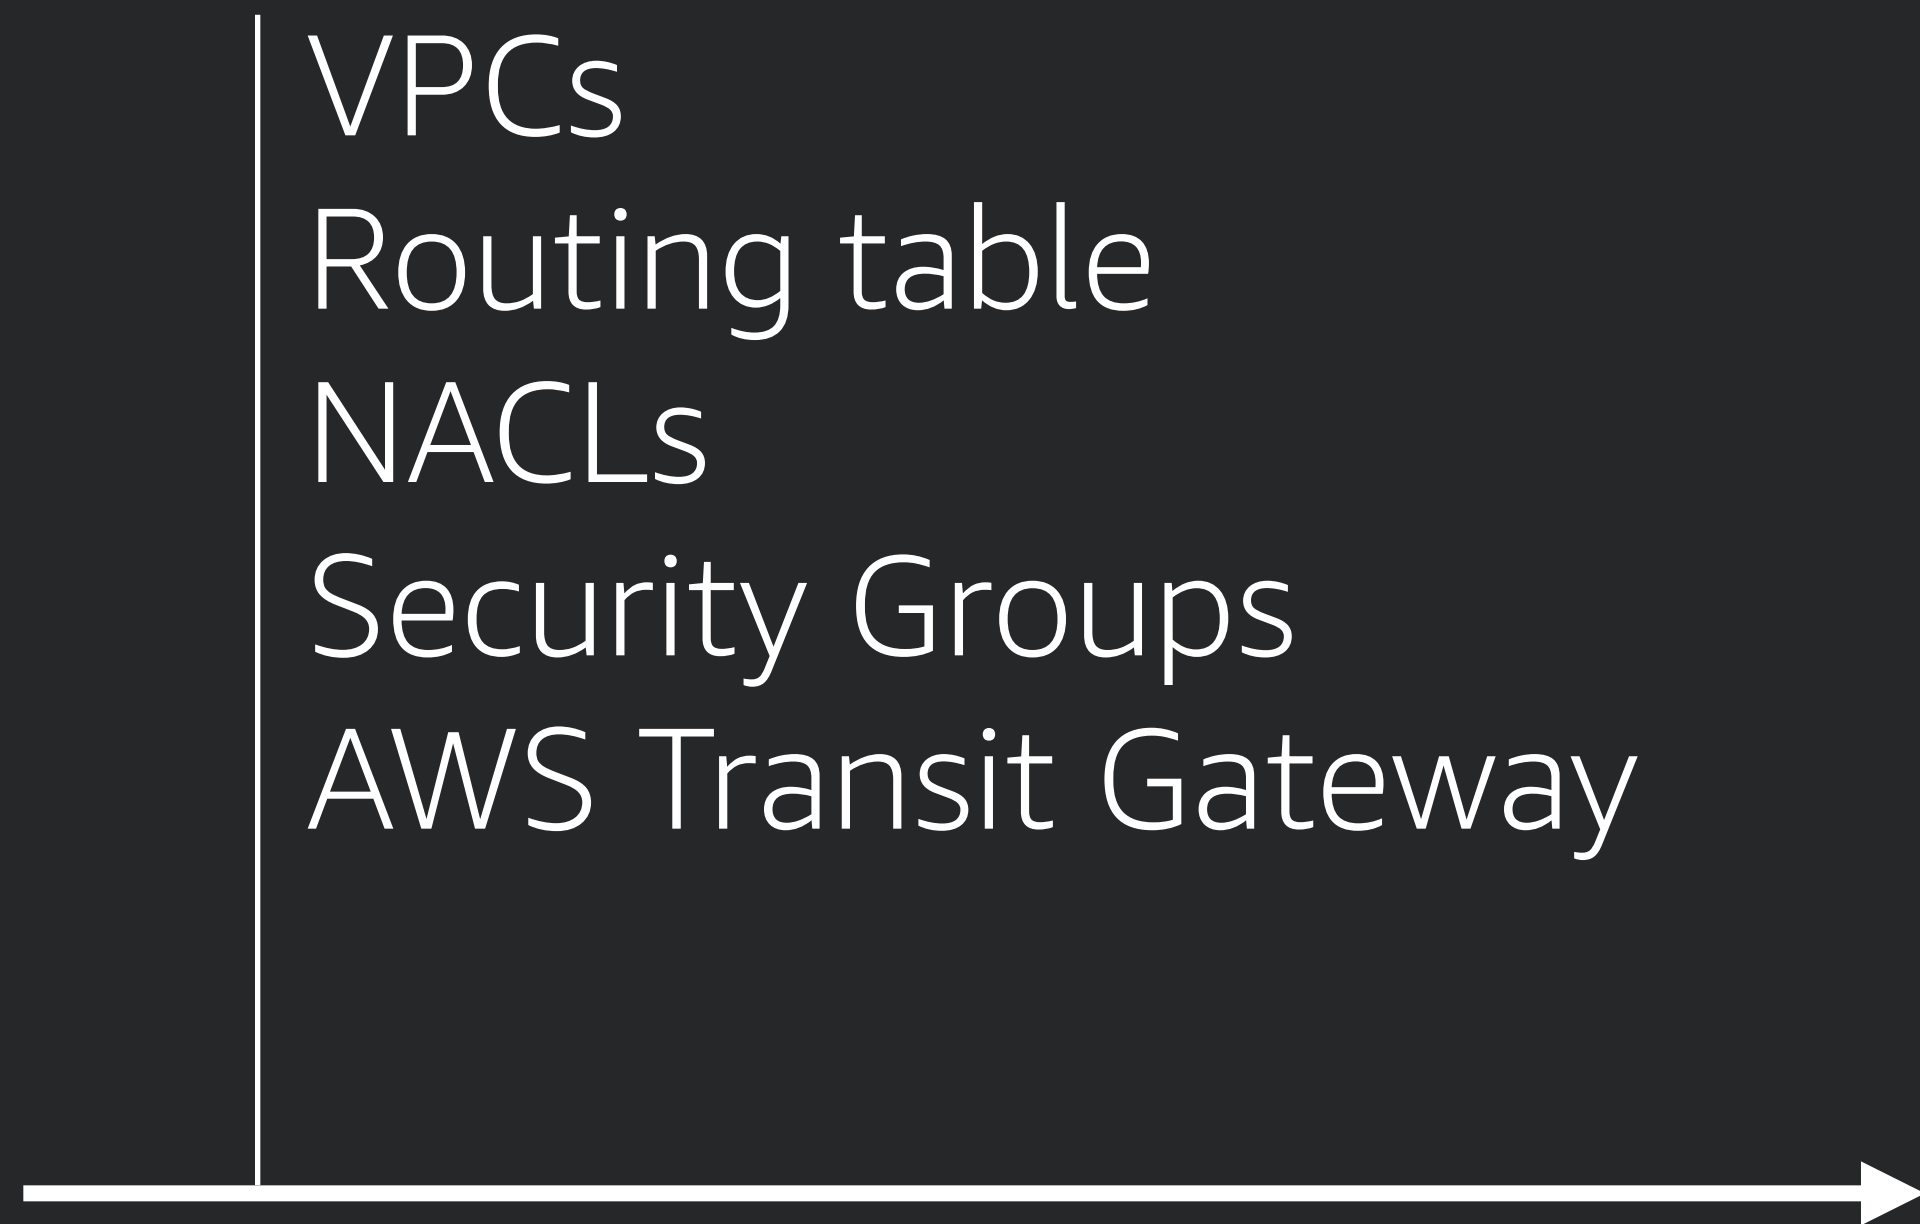 VPCs
Routing table
NACLs
Security Groups
AWS Transit Gateway